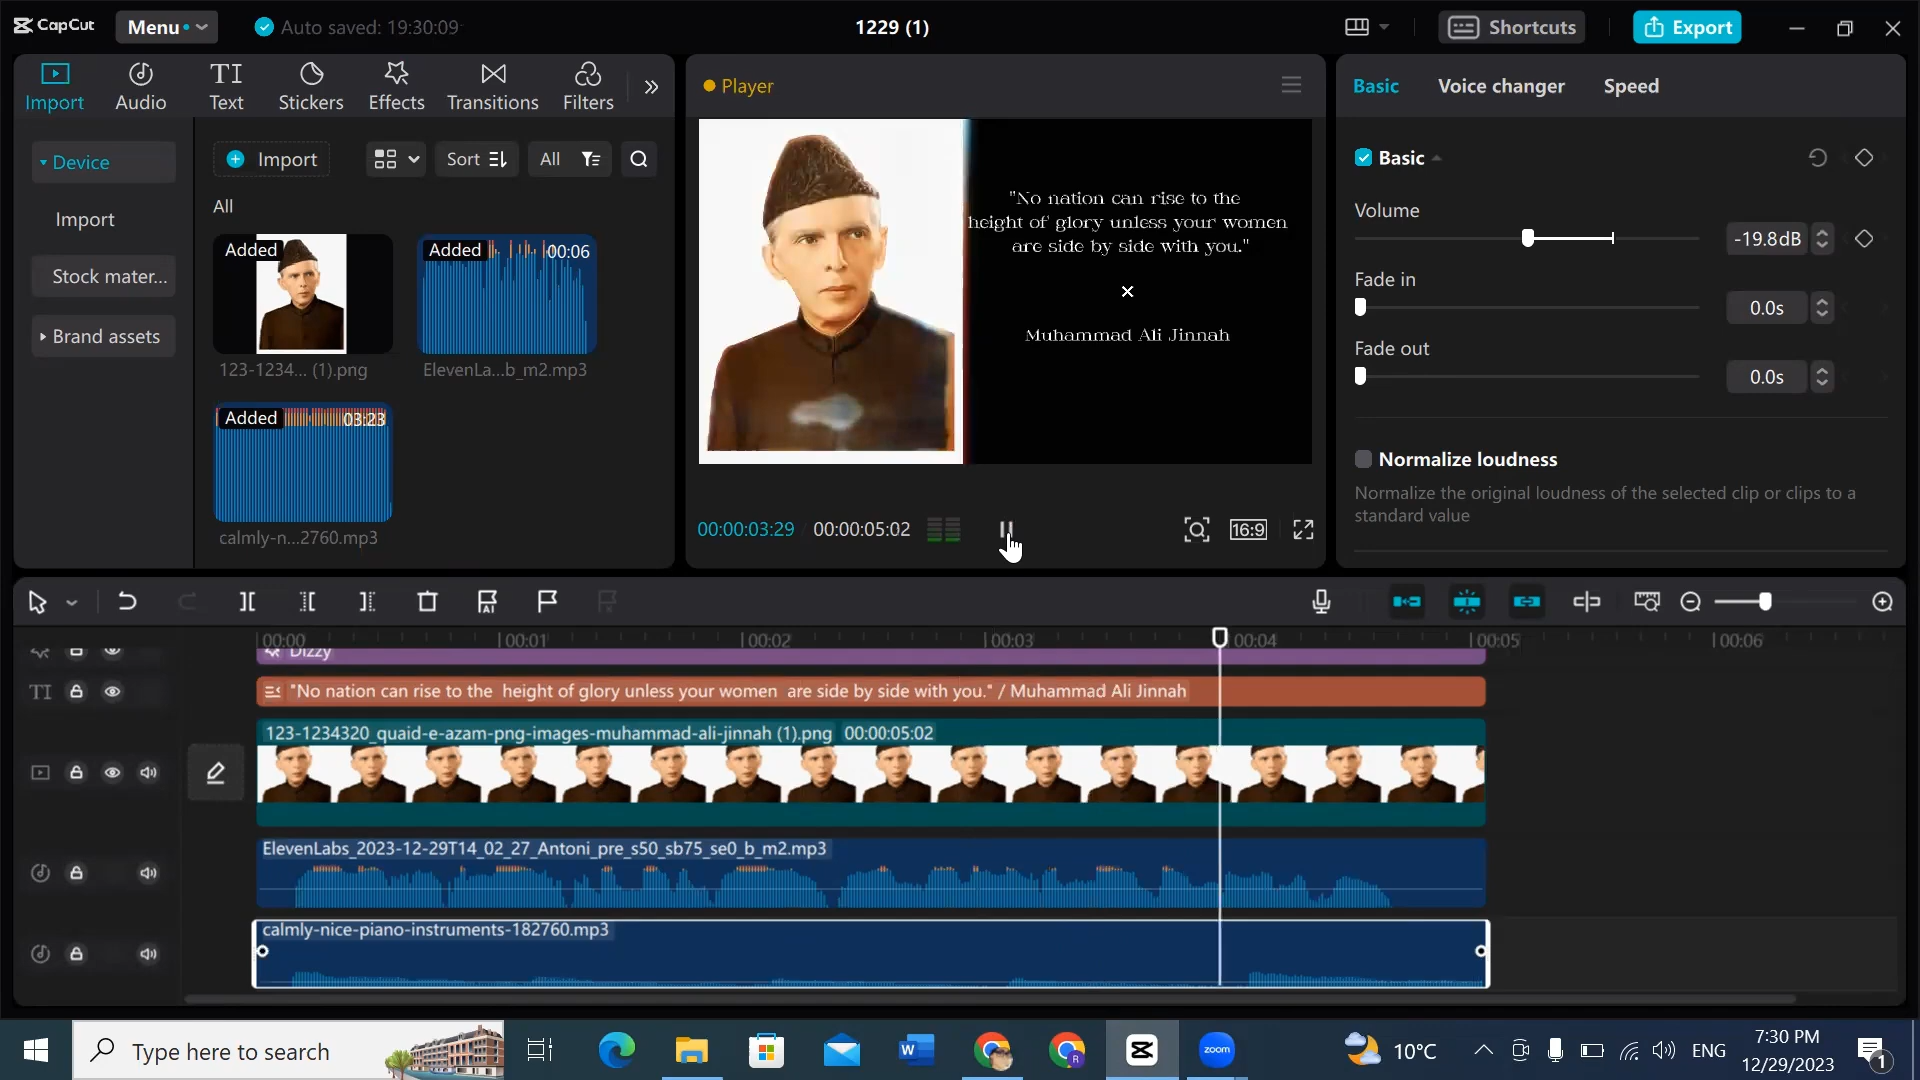 CapCut
Menu
Auto saved: 19:30:09
1229 (1)
Shortcuts
Export
Import
Audio
Text
Stickers
Effects
Transitions
Filters
Player
Basic
Voice changer
Speed
Device
Import
Stock mater...
Brand assets
Import
Sort
All
All
Added
Added
00:06
123-1234... (1).png
ElevenLa...b_m2.mp3
Added
03:23
calmly-n...2760.mp3
"No nation can rise to the
height of glory unless your women
are side by side with you."
×
Muhammad Ali Jinnah
00:00:03:29
00:00:05:02
16:9
Basic
Volume
-19.8dB
Fade in
0.0s
Fade out
0.0s
Normalize loudness
Normalize the original loudness of the selected clip or clips to a
standard value
00:00
00:01
00:02
00:03
00:04
00:05
00:06
Dizzy
"No nation can rise to the height of glory unless your women are side by side with you." / Muhammad Ali Jinnah
123-1234320_quaid-e-azam-png-images-muhammad-ali-jinnah (1).png 00:00:05:02
ElevenLabs_2023-12-29T14_02_27_Antoni_pre_s50_sb75_se0_b_m2.mp3
calmly-nice-piano-instruments-182760.mp3
Type here to search
zoom
10°C
ENG
7:30 PM
12/29/2023
1